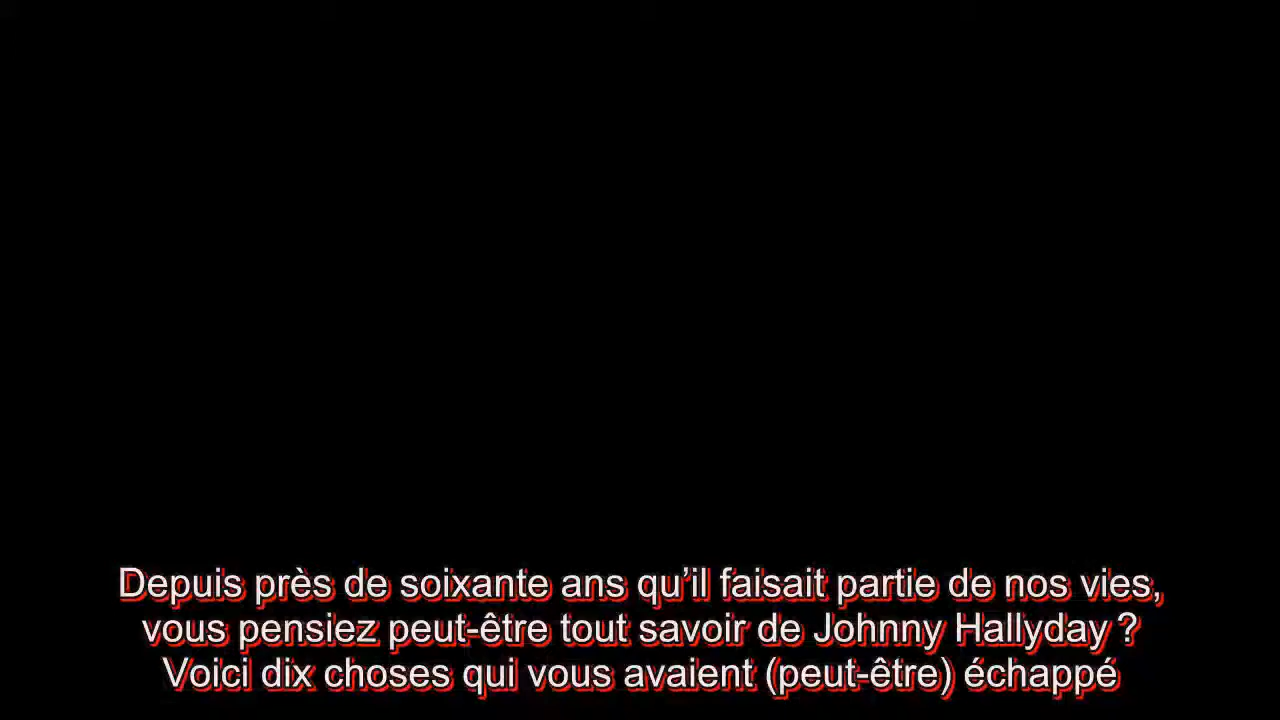 Depuis près de soixante ans qu’il faisait partie de nos vies,
vous pensiez peut-être tout savoir de Johnny Hallyday ?
Voici dix choses qui vous avaient (peut-être) échappé